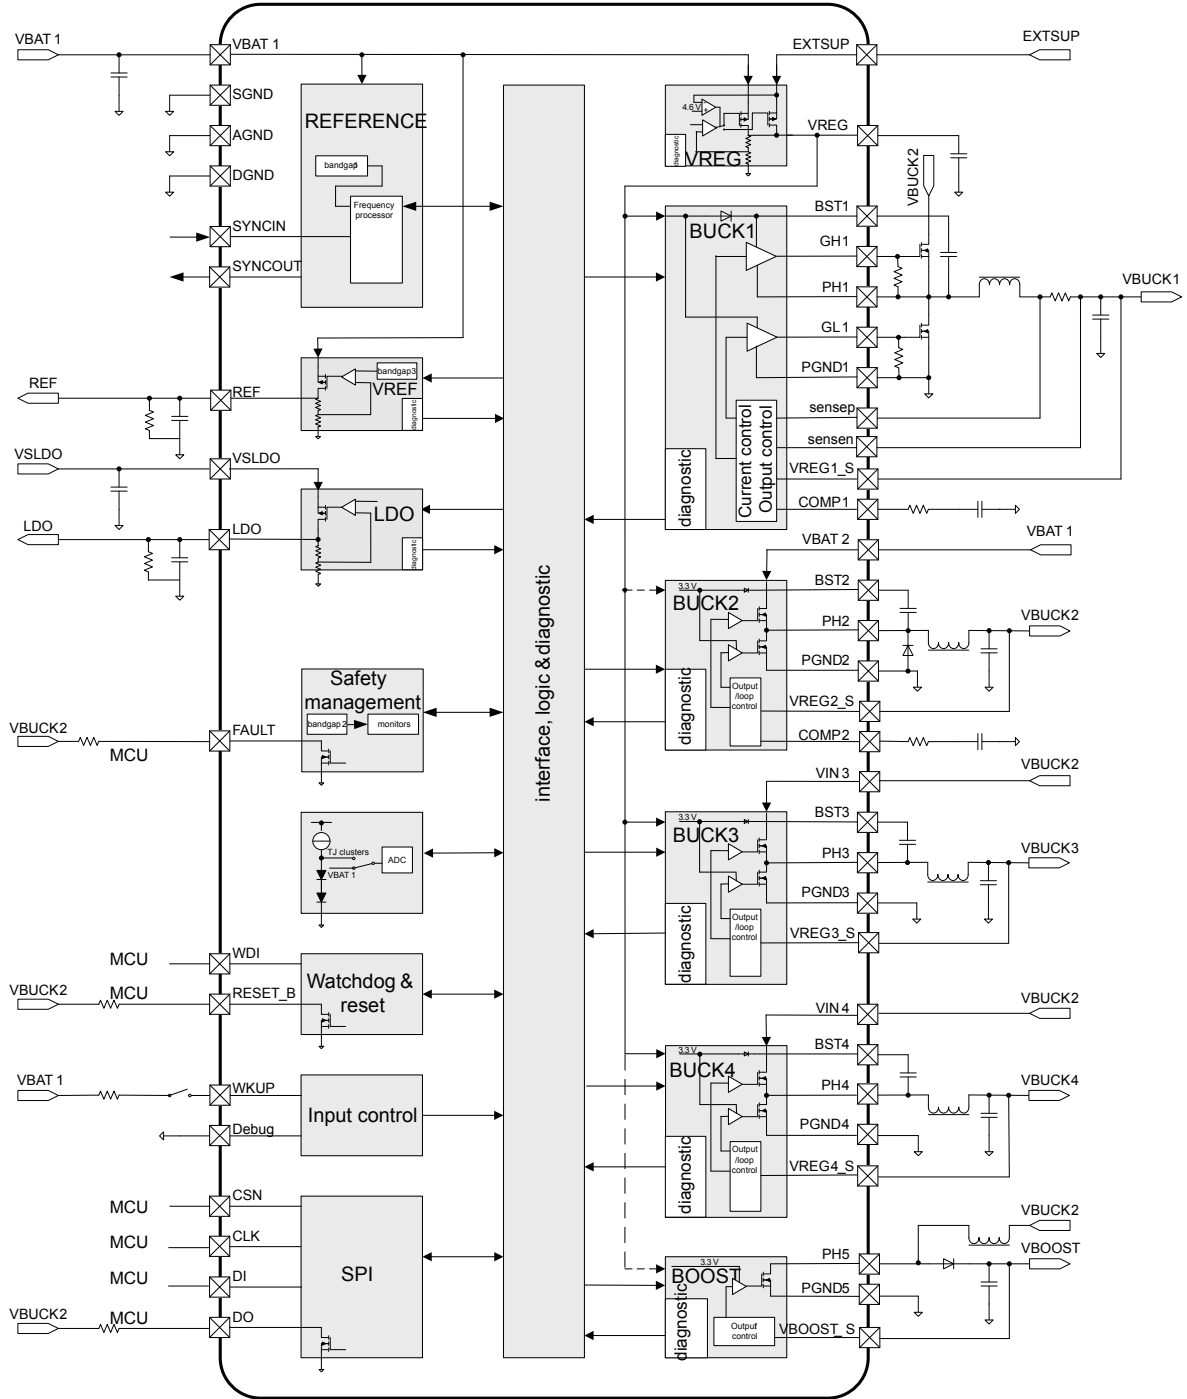 VBAT 1
VBAT 1
SGND
AGND
DGND
SYNCIN
SYNCOUT
REFERENCE
bandgap1
Frequency
processor
REF
REF
bandgap3
VREF
diagnostic
VSLDO
VSLDO
LDO
LDO
LDO
diagnostic
Safety
management
bandgap 2
monitors
VBUCK2
MCU
FAULT
TJ clusters
VBAT 1
ADC
MCU
WDI
VBUCK2
MCU
RESET_B
Watchdog &
reset
VBAT 1
WKUP
Debug
Input control
MCU
CSN
MCU
CLK
MCU
DI
VBUCK2
MCU
DO
SPI
interface, logic & diagnostic
EXTSUP
EXTSUP
4.6 V
diagnostic
VREG
VREG
VBUCK2
BUCK1
BST1
GH1
PH1
VBUCK1
GL1
PGND1
sensep
sensen
VREG1_S
COMP1
Current control
Output control
diagnostic
VBAT 2
VBAT 1
3.3 V
BUCK2
BST2
PH2
VBUCK2
PGND2
VREG2_S
COMP2
Output
/loop
control
diagnostic
VIN 3
VBUCK2
3.3 V
BUCK3
BST3
PH3
VBUCK3
PGND3
VREG3_S
Output
/loop
control
diagnostic
VIN 4
VBUCK2
3.3 V
BUCK4
BST4
PH4
VBUCK4
PGND4
VREG4_S
Output
/loop
control
diagnostic
VBUCK2
3.3 V
BOOST
PH5
VBOOST
PGND5
VBOOST_S
Output
control
diagnostic